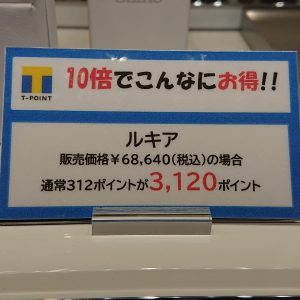 T
T-POINT
10倍でこんなにお得!!
ルキア
販売価格¥68,640(税込)の場合
通常312ポイントが3,120ポイント